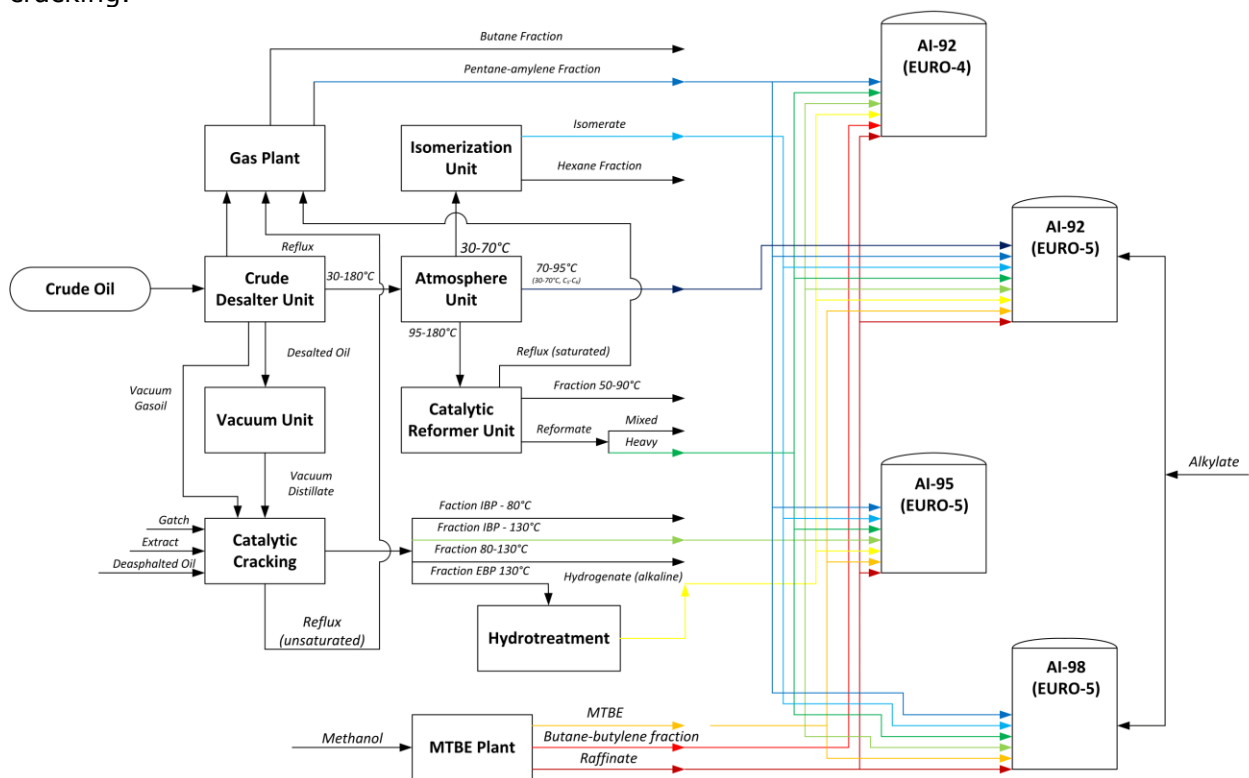 cracking.
Butane Fraction
Pentane-amylene Fraction
AI-92
(EURO-4)
Gas Plant
Isomerization
Unit
Isomerate
Hexane Fraction
Reflux
30-70°C
AI-92
(EURO-5)
Crude Oil
Crude
Desalter Unit
30-180°C
Atmosphere
Unit
70-95°C
(30-70°C, C₅-C₆)
95-180°C
Desalted Oil
Reflux (saturated)
Vacuum
Gasoil
Vacuum Unit
Catalytic
Reformer Unit
Fraction 50-90°C
Reformate
Mixed
Heavy
Alkylate
AI-95
(EURO-5)
Vacuum
Distillate
Gatch
Extract
Deasphalted Oil
Catalytic
Cracking
Faction IBP - 80°C
Fraction IBP - 130°C
Fraction 80-130°C
Fraction EBP 130°C
Hydrogenate (alkaline)
Reflux
(unsaturated)
Hydrotreatment
AI-98
(EURO-5)
Methanol
MTBE Plant
MTBE
Butane-butylene fraction
Raffinate